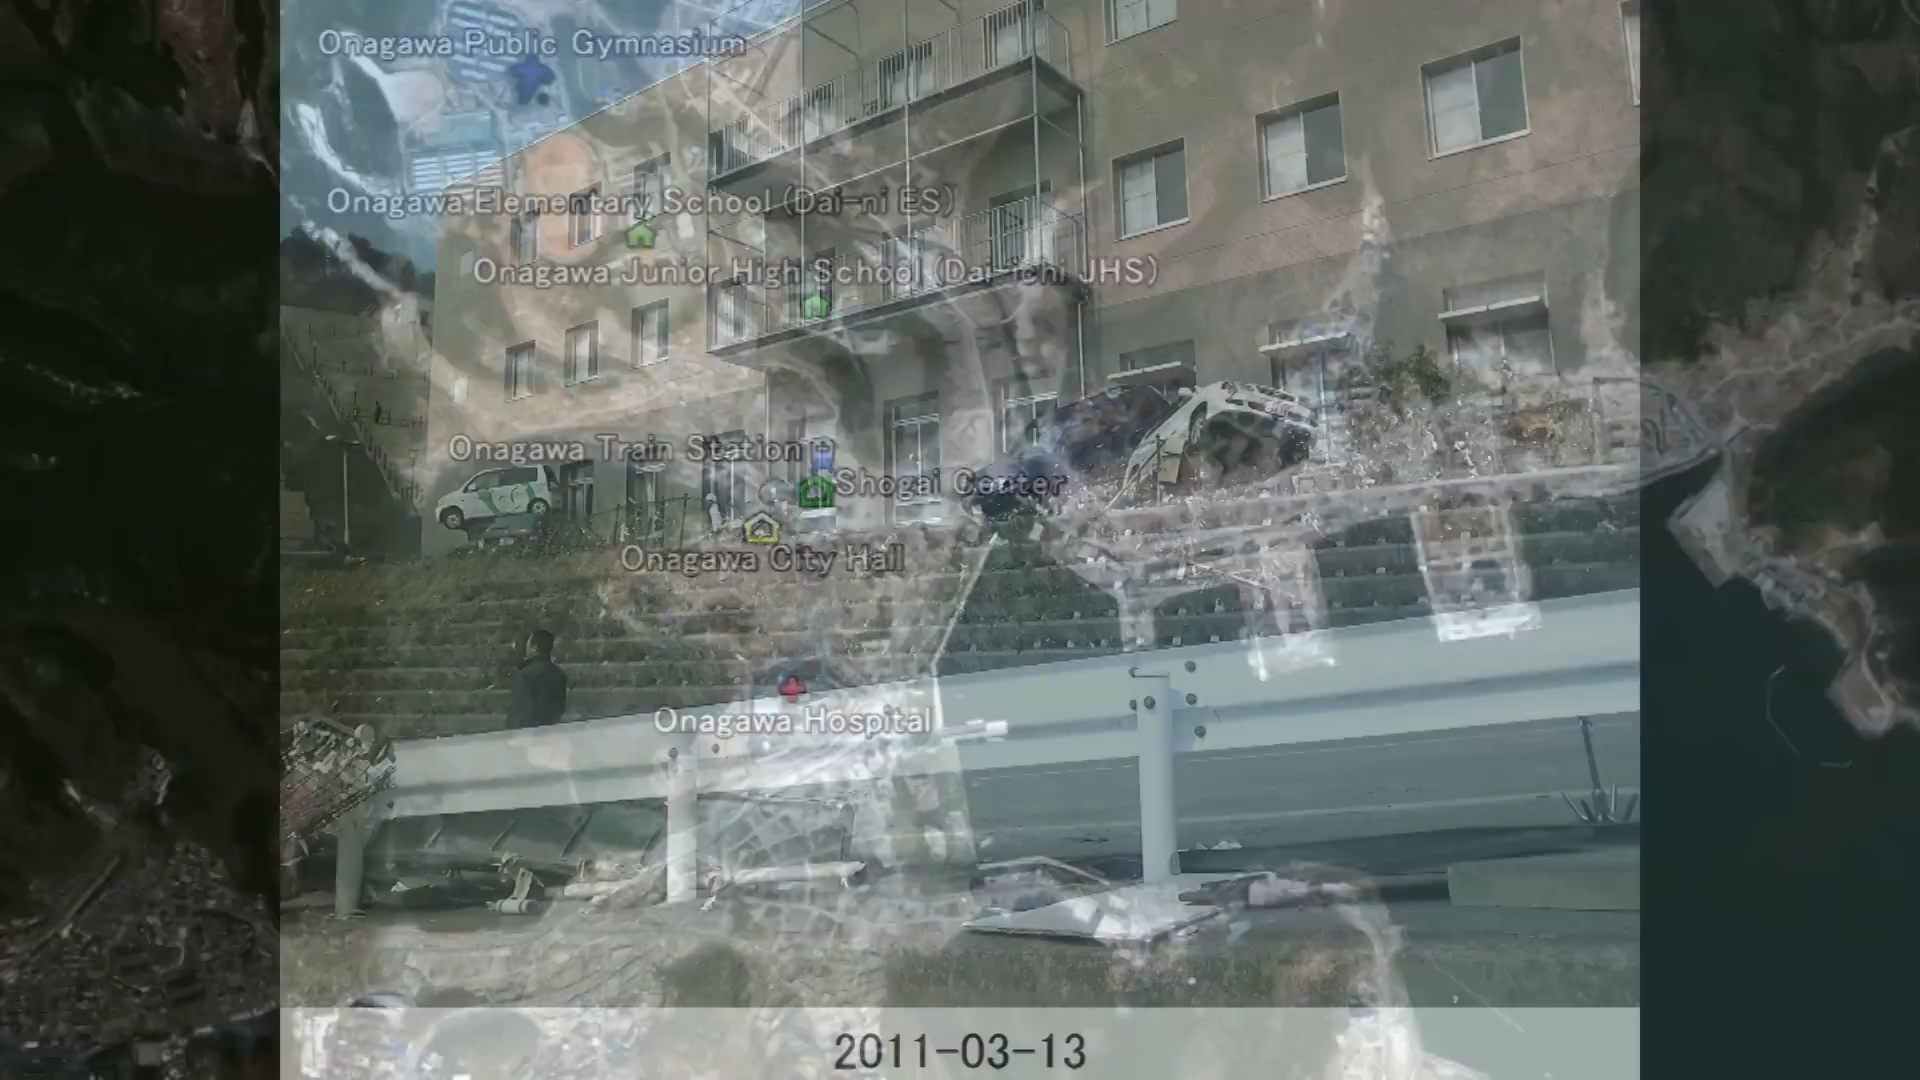 Onagawa Public Gymnasium
Onagawa Elementary School (Dai-ni ES)
Onagawa Junior High School (Dai-ichi JHS)
Onagawa Train Station
Shogai Center
Onagawa City Hall
Onagawa Hospital
2011-03-13